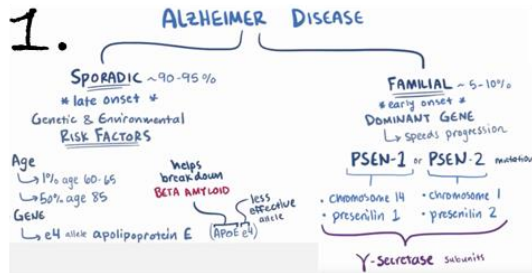 1.
ALZHEIMER DISEASE
SPORADIC ~90-95%
* late onset *
Genetic & Environmental
RISK FACTORS
Age
↳ 1% age 60-65
↳ 50% age 85
GENE
↳ e4 allele apolipoprotein E (APOE e4)
helps
breakdown
BETA AMYLOID
less
effective
allele
FAMILIAL ~ 5-10%
* early onset *
DOMINANT GENE
↳ speeds progression
PSEN-1 or PSEN-2 mutation
• chromosome 14
• presenilin 1
• chromosome 1
• presenilin 2
γ-secretase subunits